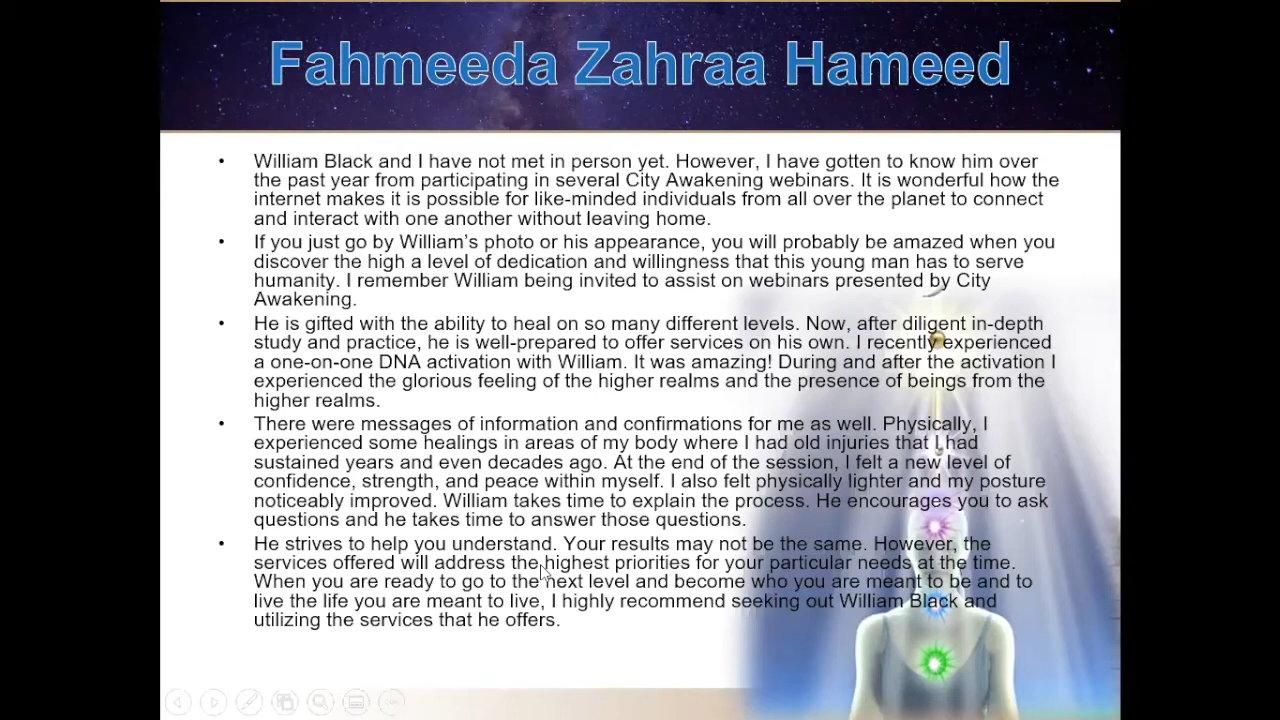 Fahmeeda Zahraa Hameed
• William Black and I have not met in person yet. However, I have gotten to know him over
the past year from participating in several City Awakening webinars. It is wonderful how the
internet makes it is possible for like-minded individuals from all over the planet to connect
and interact with one another without leaving home.
• If you just go by William's photo or his appearance, you will probably be amazed when you
discover the high a level of dedication and willingness that this young man has to serve
humanity. I remember William being invited to assist on webinars presented by City
Awakening.
• He is gifted with the ability to heal on so many different levels. Now, after diligent in-depth
study and practice, he is well-prepared to offer services on his own. I recently experienced
a one-on-one DNA activation with William. It was amazing! During and after the activation I
experienced the glorious feeling of the higher realms and the presence of beings from the
higher realms.
• There were messages of information and confirmations for me as well. Physically, I
experienced some healings in areas of my body where I had old injuries that I had
sustained years and even decades ago. At the end of the session, I felt a new level of
confidence, strength, and peace within myself. I also felt physically lighter and my posture
noticeably improved. William takes time to explain the process. He encourages you to ask
questions and he takes time to answer those questions.
• He strives to help you understand. Your results may not be the same. However, the
services offered will address the highest priorities for your particular needs at the time.
When you are ready to go to the next level and become who you are meant to be and to
live the life you are meant to live, I highly recommend seeking out William Black and
utilizing the services that he offers.